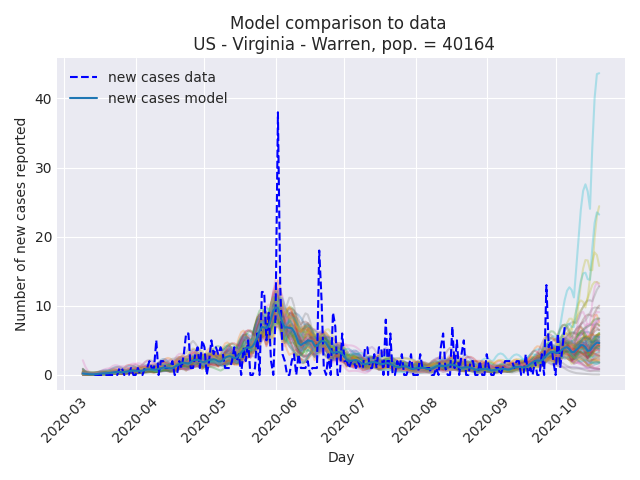 Model comparison to data
US - Virginia - Warren, pop. = 40164
new cases data
new cases model
Number of new cases reported
40
30
20
10
0
2020-03
2020-04
2020-05
2020-06
2020-07
2020-08
2020-09
2020-10
Day